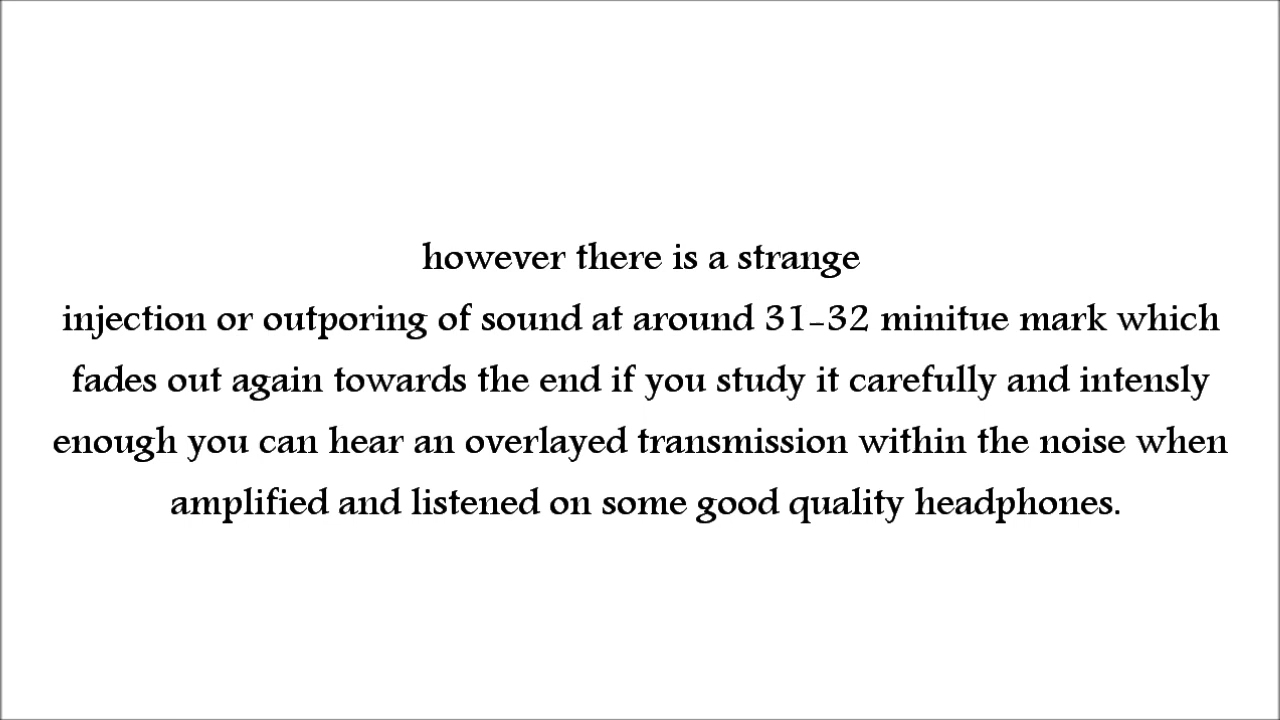 however there is a strange
injection or outporing of sound at around 31-32 minitue mark which
fades out again towards the end if you study it carefully and intensly
enough you can hear an overlayed transmission within the noise when
amplified and listened on some good quality headphones.